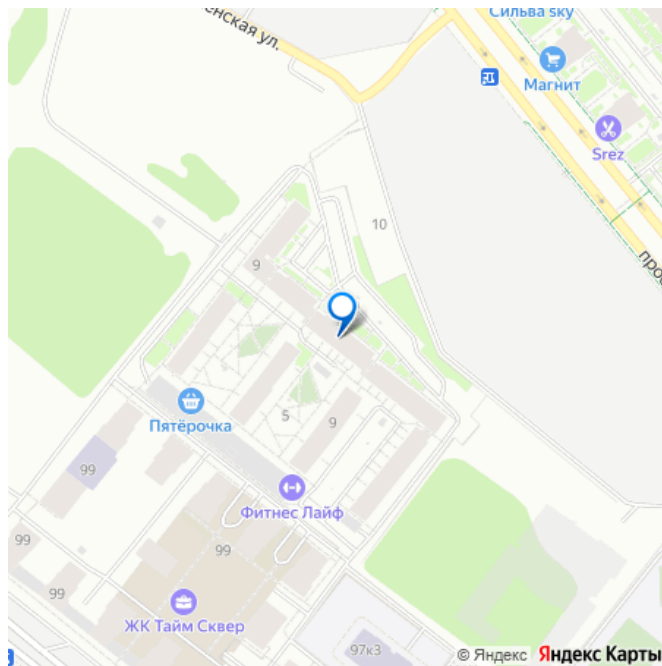 Сильва sky
енская ул.
Магнит
Srez
10
9
Пятёрочка
5
9
99
Фитнес Лайф
99
99
99
ЖК Тайм Сквер
97к3
© Яндекс Яндекс Карты